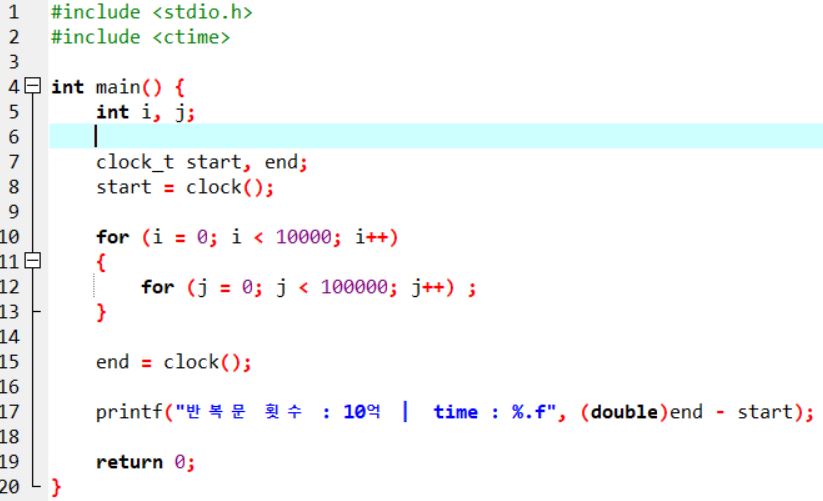 1 #include <stdio.h>
2 #include <ctime>
3
4 int main() {
5 int i, j;
6
7 clock_t start, end;
8 start = clock();
9
10 for (i = 0; i < 10000; i++)
11 {
12 for (j = 0; j < 100000; j++) ;
13 }
14
15 end = clock();
16
17 printf("반복문 횟수 : 10억 | time : %.f", (double)end - start);
18
19 return 0;
20 }